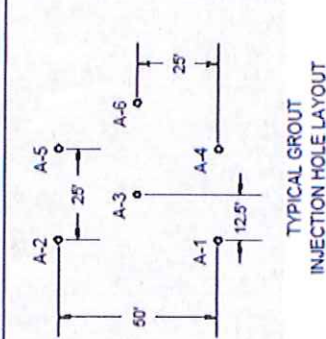 A-2
A-5
25'
A-6
A-3
25'
50'
A-1
A-4
12.5'
TYPICAL GROUT
INJECTION HOLE LAYOUT